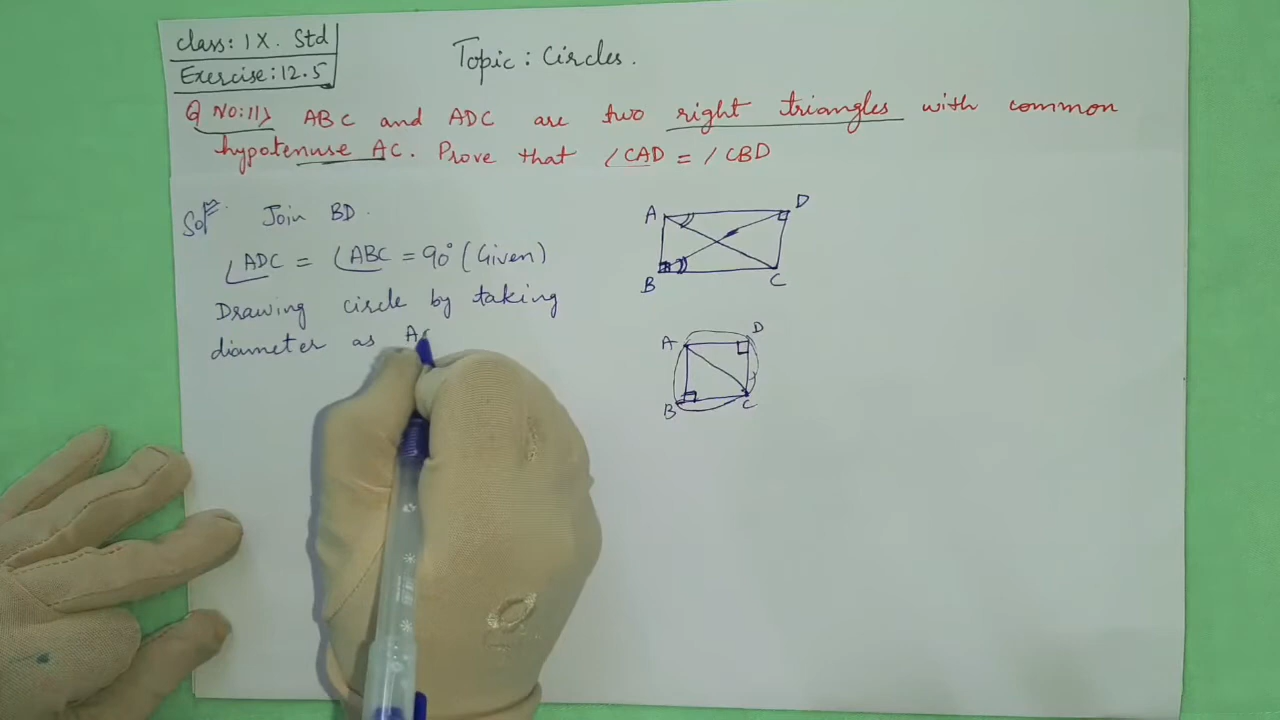 class: IX. Std
Exercise: 12.5
Topic: Circles.
Q No:11> ABC and ADC are two right triangles with common
hypotenuse AC. Prove that ∠CAD = ∠CBD
Sol: Join BD.
∠ADC = ∠ABC = 90° (Given)
Drawing circle by taking
diameter as AC
A D
B C
A D
B C